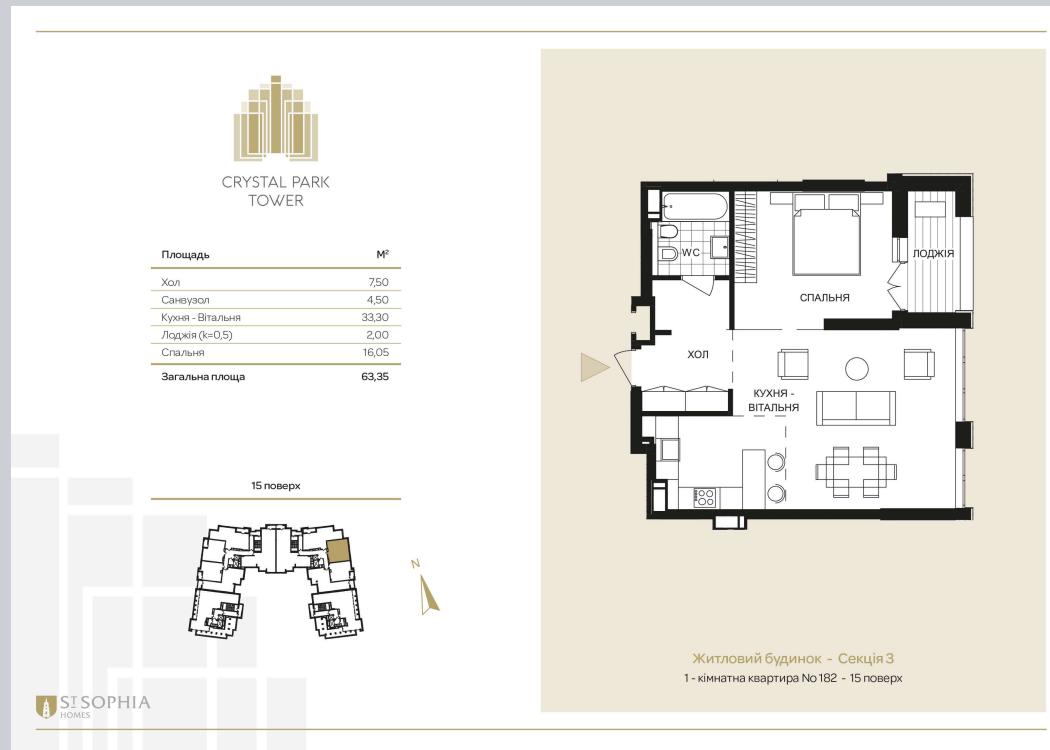 CRYSTAL PARK
TOWER
Площадь М²
Хол 7,50
Санвузол 4,50
Кухня - Вітальня 33,30
Лоджія (k=0,5) 2,00
Спальня 16,05
Загальна площа 63,35
15 поверх
N
ST SOPHIA
HOMES
WC
СПАЛЬНЯ
ЛОДЖІЯ
ХОЛ
КУХНЯ -
ВІТАЛЬНЯ
Житловий будинок - Секція 3
1 - кімнатна квартира No 182 - 15 поверх